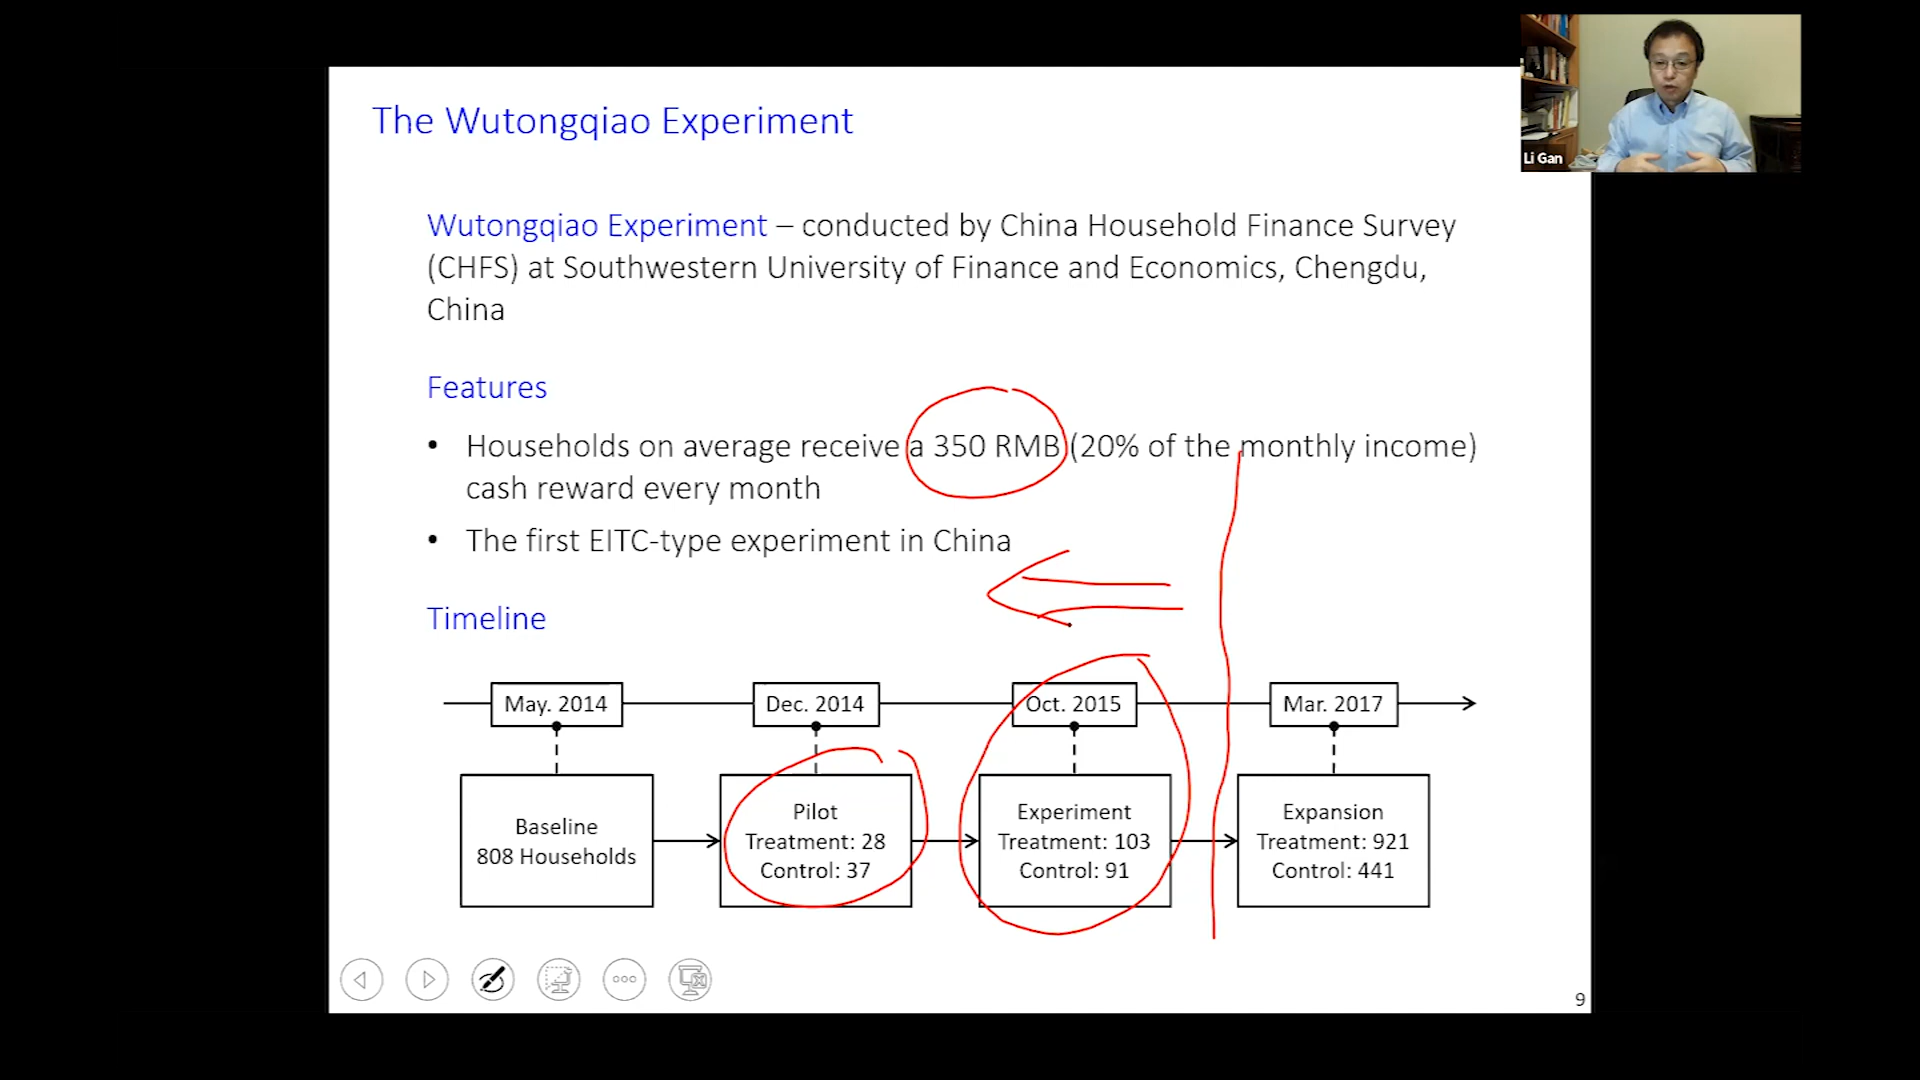 Li Gan
The Wutongqiao Experiment
Wutongqiao Experiment – conducted by China Household Finance Survey
(CHFS) at Southwestern University of Finance and Economics, Chengdu,
China
Features
• Households on average receive a 350 RMB (20% of the monthly income)
cash reward every month
• The first EITC-type experiment in China
Timeline
May. 2014
Dec. 2014
Oct. 2015
Mar. 2017
Baseline
808 Households
Pilot
Treatment: 28
Control: 37
Experiment
Treatment: 103
Control: 91
Expansion
Treatment: 921
Control: 441
9